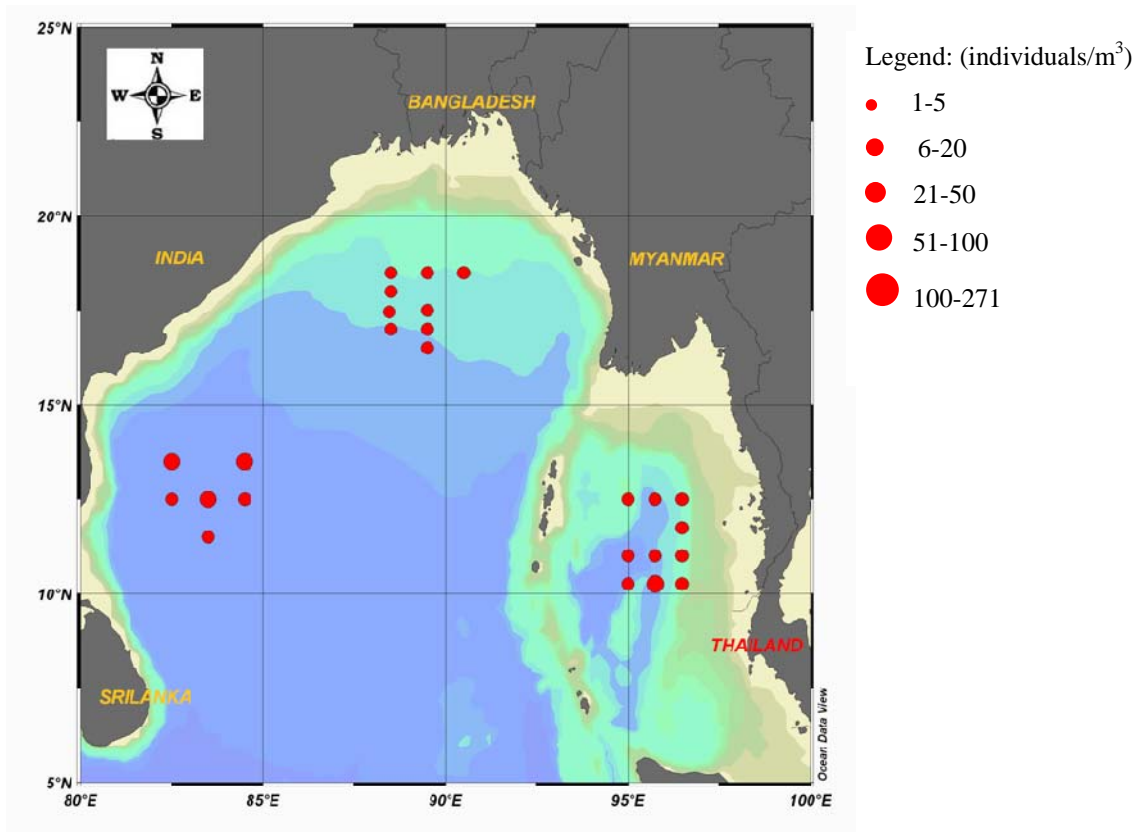 25°N
20°N
15°N
10°N
5°N
80°E
85°E
90°E
95°E
100°E
N
W E
S
BANGLADESH
INDIA
MYANMAR
THAILAND
SRILANKA
Ocean Data View
Legend: (individuals/m³)
1-5
6-20
21-50
51-100
100-271